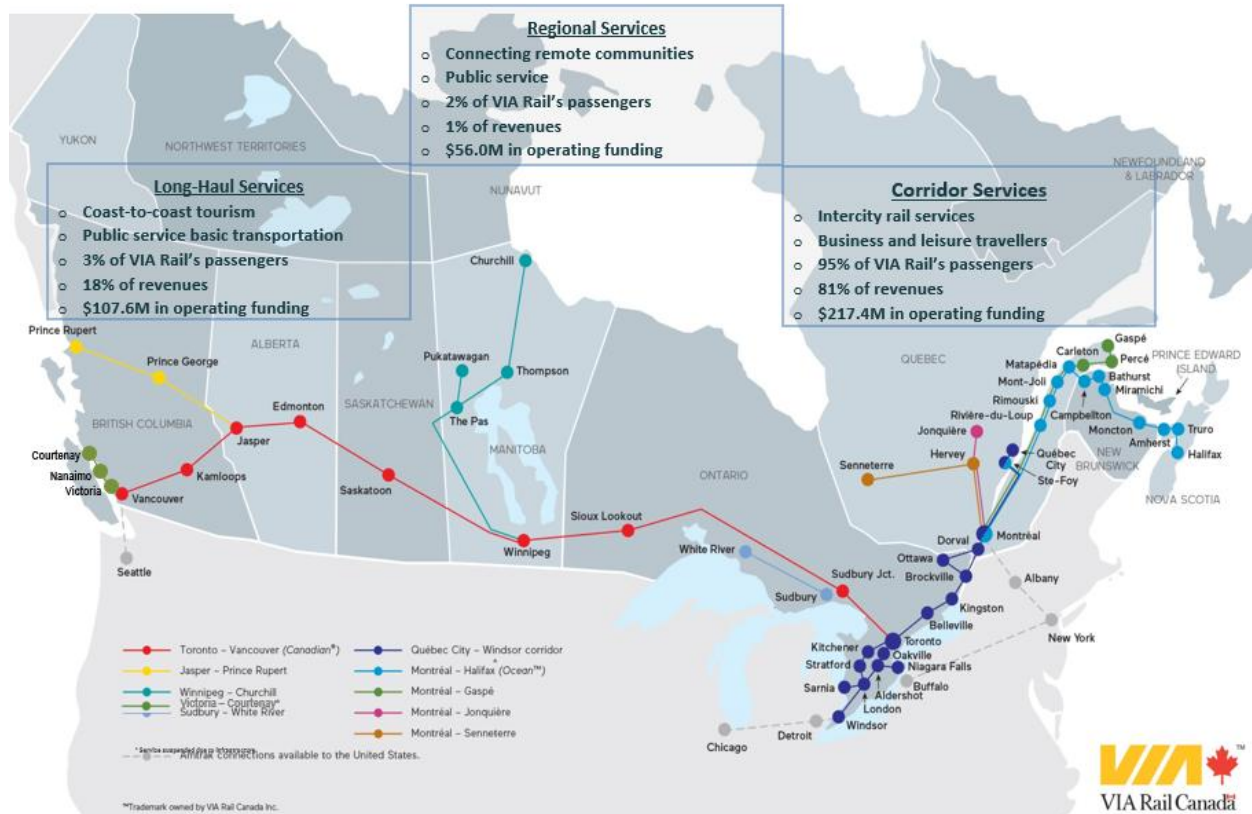 Regional Services
o Connecting remote communities
o Public service
o 2% of VIA Rail's passengers
o 1% of revenues
o $56.0M in operating funding
YUKON
NORTHWEST TERRITORIES
NUNAVUT
NEWFOUNDLAND
& LABRADOR
Long-Haul Services
o Coast-to-coast tourism
o Public service basic transportation
o 3% of VIA Rail's passengers
o 18% of revenues
o $107.6M in operating funding
Corridor Services
o Intercity rail services
o Business and leisure travellers
o 95% of VIA Rail's passengers
o 81% of revenues
o $217.4M in operating funding
Churchill
Prince Rupert
Prince George
ALBERTA
Pukatawagan
Thompson
SASKATCHEWAN
The Pas
Edmonton
BRITISH COLUMBIA
Jasper
MANITOBA
Courtenay
Nanaimo
Victoria
Vancouver
Kamloops
Saskatoon
ONTARIO
Sioux Lookout
Winnipeg
White River
Seattle
Sudbury
Sudbury Jct.
QUEBEC
Gaspé
Carleton
Percé
PRINCE EDWARD
ISLAND
Matapédia
Bathurst
Mont-Joli
Miramichi
Rimouski
Rivière-du-Loup
Campbellton
Jonquière
Moncton
Truro
Amherst
Halifax
Hervey
Québec
City
NEW
BRUNSWICK
Senneterre
Ste-Foy
NOVA SCOTIA
Dorval
Montréal
Ottawa
Brockville
Albany
Kingston
Belleville
New York
Toronto
Kitchener
Oakville
Stratford
Niagara Falls
Buffalo
Sarnia
Aldershot
London
Windsor
Detroit
Chicago
Toronto – Vancouver (Canadian®)
Jasper – Prince Rupert
Winnipeg – Churchill
Victoria – Courtenay*
Sudbury – White River
Québec City – Windsor corridor
Montréal – Halifax (Ocean™)
Montréal – Gaspé
*
Montréal – Jonquière
Montréal – Senneterre
* Service suspended due to infrastructure
Amtrak connections available to the United States.
™Trademark owned by VIA Rail Canada Inc.
VIA ™
VIA Rail Canada